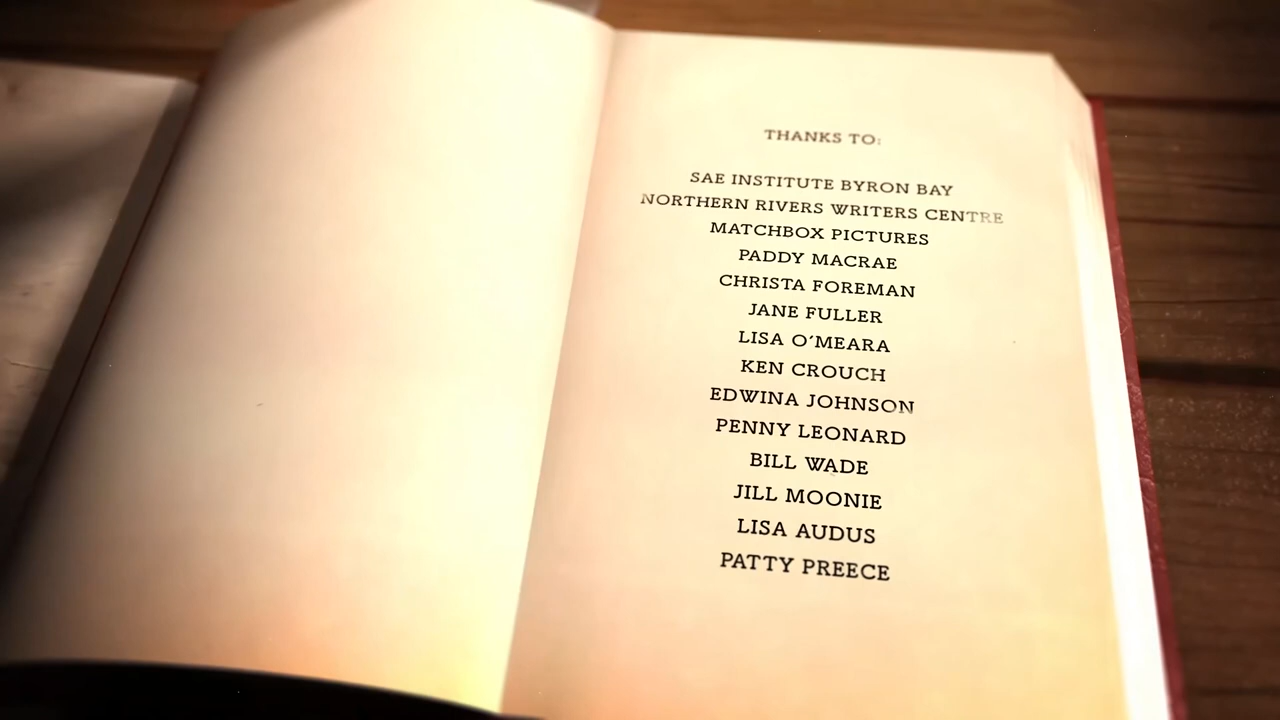 THANKS TO:
SAE INSTITUTE BYRON BAY
NORTHERN RIVERS WRITERS CENTRE
MATCHBOX PICTURES
PADDY MACRAE
CHRISTA FOREMAN
JANE FULLER
LISA O'MEARA
KEN CROUCH
EDWINA JOHNSON
PENNY LEONARD
BILL WADE
JILL MOONIE
LISA AUDUS
PATTY PREECE